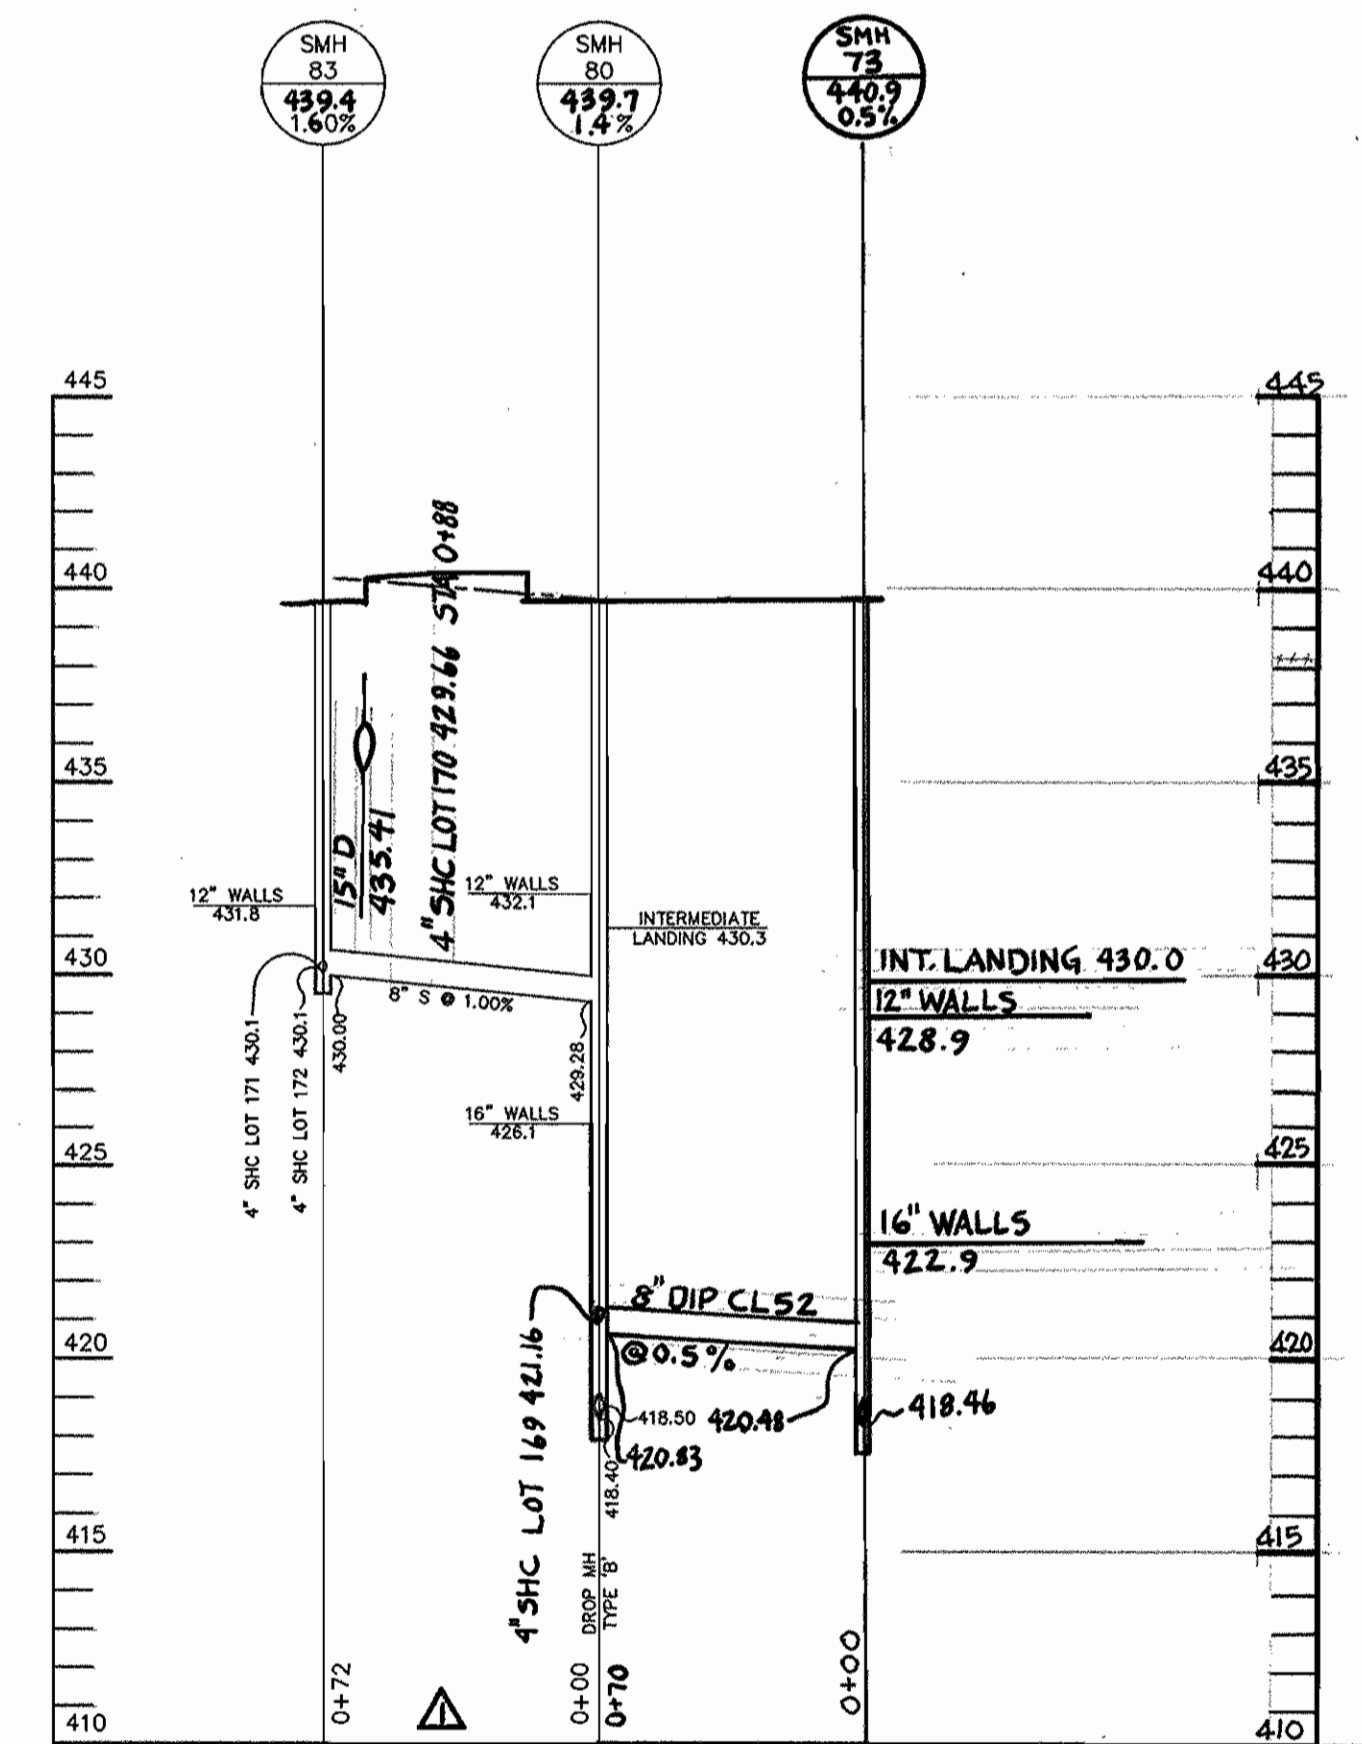 SMH
83
439.4
1.60%
SMH
80
439.7
1.4%
SMH
73
440.9
0.5%
445
445
440
440
435
435
430
430
425
425
420
420
415
415
410
410
15" D
435.41
4" SHC LOT 170 429.66 STA 0+88
12" WALLS
431.8
12" WALLS
432.1
INTERMEDIATE
LANDING 430.3
INT. LANDING 430.0
12" WALLS
428.9
8" S @ 1.00%
430.00
429.28
4" SHC LOT 171 430.1
4" SHC LOT 172 430.1
16" WALLS
426.1
16" WALLS
422.9
8" DIP CL52
@ 0.5%
4" SHC LOT 169 421.16
418.50
420.48
418.46
420.83
418.40
DROP MH
TYPE 'B'
0+72
0+00
0+70
0+00
1